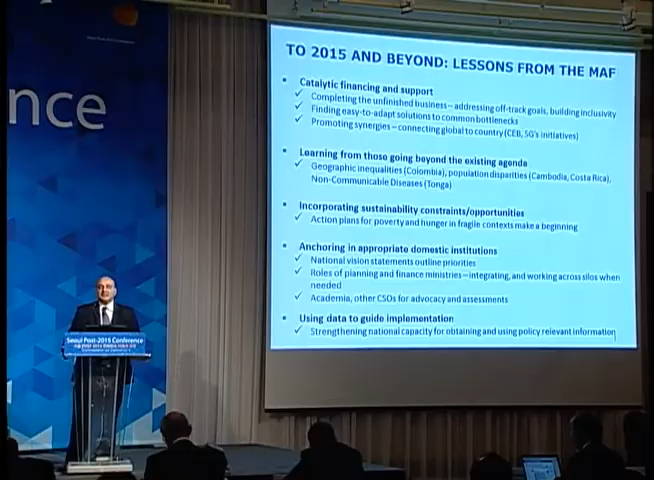 nce
TO 2015 AND BEYOND: LESSONS FROM THE MAF
▪ Catalytic financing and support
✓ Completing the unfinished business – addressing off-track goals, building inclusivity
✓ Finding easy-to-adapt solutions to common bottlenecks
✓ Promoting synergies – connecting global to country (CEB, SG's initiatives)
▪ Learning from those going beyond the existing agenda
✓ Geographic inequalities (Colombia), population disparities (Cambodia, Costa Rica),
Non-Communicable Diseases (Tonga)
▪ Incorporating sustainability constraints/opportunities
✓ Action plans for poverty and hunger in fragile contexts make a beginning
▪ Anchoring in appropriate domestic institutions
✓ National vision statements outline priorities
✓ Roles of planning and finance ministries – integrating, and working across silos when
needed
✓ Academia, other CSOs for advocacy and assessments
▪ Using data to guide implementation
✓ Strengthening national capacity for obtaining and using policy relevant information
Seoul Post-2015 Conference